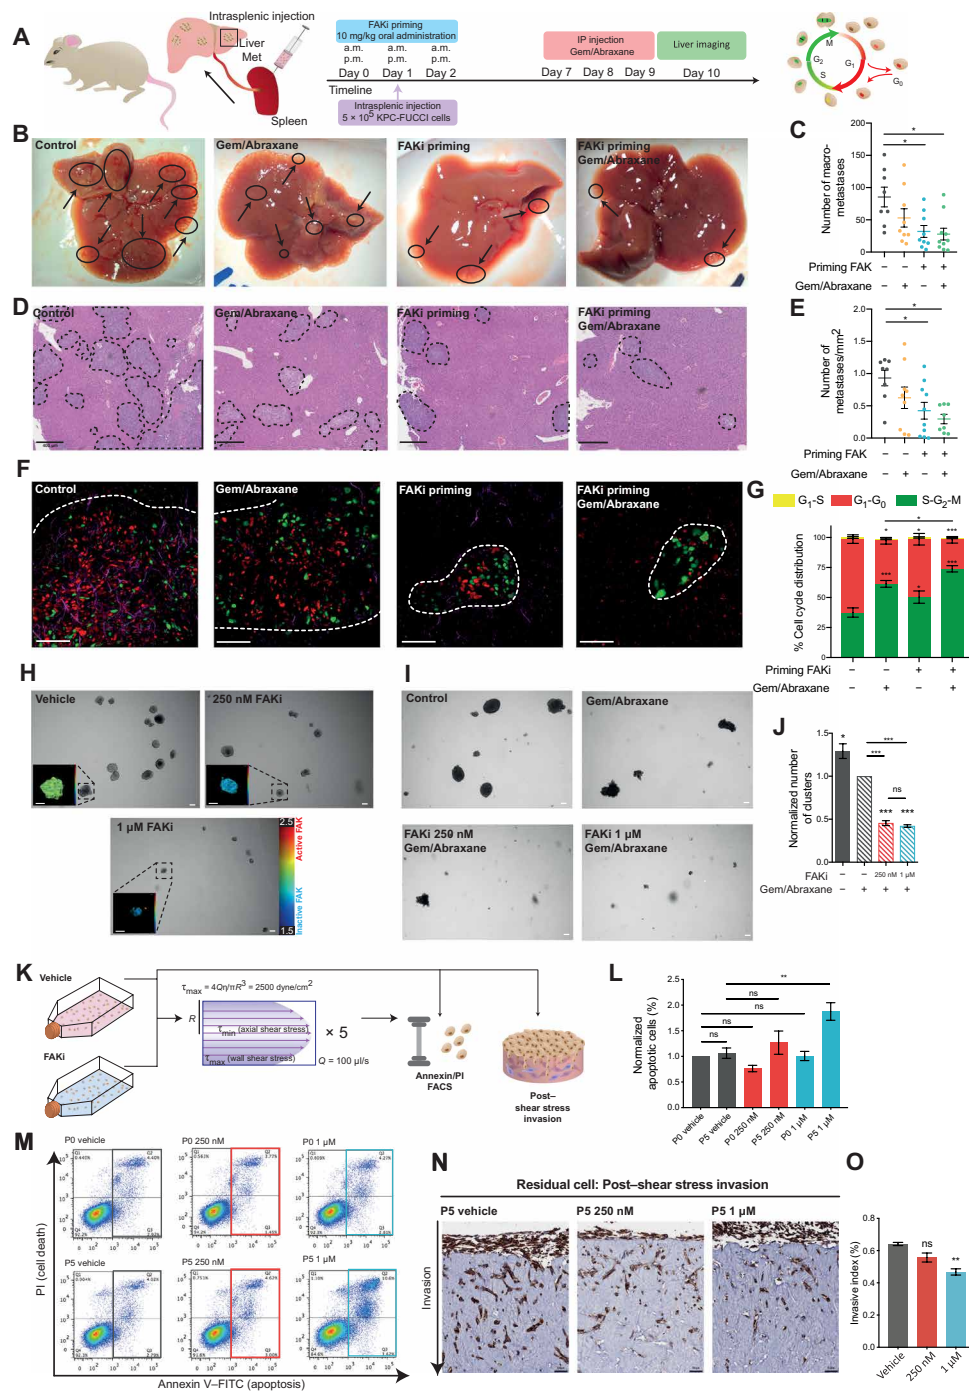 A
Intrasplenic injection
Liver
Met
Spleen
FAKi priming
10 mg/kg oral administration
a.m. a.m. a.m.
p.m. p.m. p.m.
Day 0 Day 1 Day 2
Timeline
Intrasplenic injection
5 × 10⁵ KPC-FUCCI cells
IP injection
Gem/Abraxane
Day 7 Day 8 Day 9
Liver imaging
Day 10
M
G₂
S
G₁
G₀
B
Control
Gem/Abraxane
FAKi priming
FAKi priming
Gem/Abraxane
C
Number of macro-
metastases
200
150
100
50
0
*
*
Priming FAK – – + +
Gem/Abraxane – + – +
D
Control
Gem/Abraxane
FAKi priming
FAKi priming
Gem/Abraxane
E
Number of
metastases/mm2
2.0
1.5
1.0
0.5
0.0
*
*
Priming FAK – – + +
Gem/Abraxane – + – +
F
Control
Gem/Abraxane
FAKi priming
FAKi priming
Gem/Abraxane
G
G₁-S
G₁-G₀
S-G₂-M
% Cell cycle distribution
100
75
50
25
0
*
* * ***
*** * ***
Priming FAKi – – + +
Gem/Abraxane – + – +
H
Vehicle
250 nM FAKi
1 µM FAKi
2.5
Active FAK
Inactive FAK
1.5
I
Control
Gem/Abraxane
FAKi 250 nM
Gem/Abraxane
FAKi 1 µM
Gem/Abraxane
J
Normalized number
of clusters
1.5
1.0
0.5
0.0
*
***
***
ns
*** ***
FAKi – – 250 nM 1 µM
Gem/Abraxane – + + +
K
Vehicle
FAKi
τmax = 4Qη/πR³ = 2500 dyne/cm²
R
τmin (axial shear stress)
τmax (wall shear stress)
× 5
Q = 100 µl/s
Annexin/PI
FACS
Post–
shear stress
invasion
L
Normalized
apoptotic cells (%)
2.5
2.0
1.5
1.0
0.5
0.0
**
ns
ns
ns
ns
P0 vehicle
P5 vehicle
P0 250 nM
P5 250 nM
P0 1 µM
P5 1 µM
M
P0 vehicle
P0 250 nM
P0 1 µM
P5 vehicle
P5 250 nM
P5 1 µM
PI (cell death)
Annexin V–FITC (apoptosis)
N
Residual cell: Post–shear stress invasion
P5 vehicle
P5 250 nM
P5 1 µM
Invasion
O
Invasive index (%)
0.8
0.6
0.4
0.2
0.0
ns
**
Vehicle
250 nM
1 µM